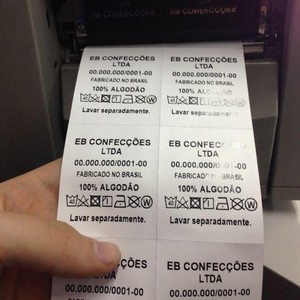 EB CONFECÇÕES
LTDA
00.000.000/0001-00
FABRICADO NO BRASIL
100% ALGODÃO
Lavar separadamente.
EB CONFECÇÕES
LTDA
00.000.000/0001-00
FABRICADO NO BRASIL
100% ALGODÃO
Lavar separadamente.
EB CONFECÇÕES
LTDA
00.000.000/0001-00
FABRICADO NO BRASIL
100% ALGODÃO
Lavar separadamente.
EB CONFECÇÕES
LTDA
00.000.000/0001-00
FABRICADO NO BRASIL
100% ALGODÃO
Lavar separadamente.
EB CONFECÇÕES
LTDA
00.000.000/0001-00
EB CONFECÇÕES
LTDA
00.000.000/0001-00